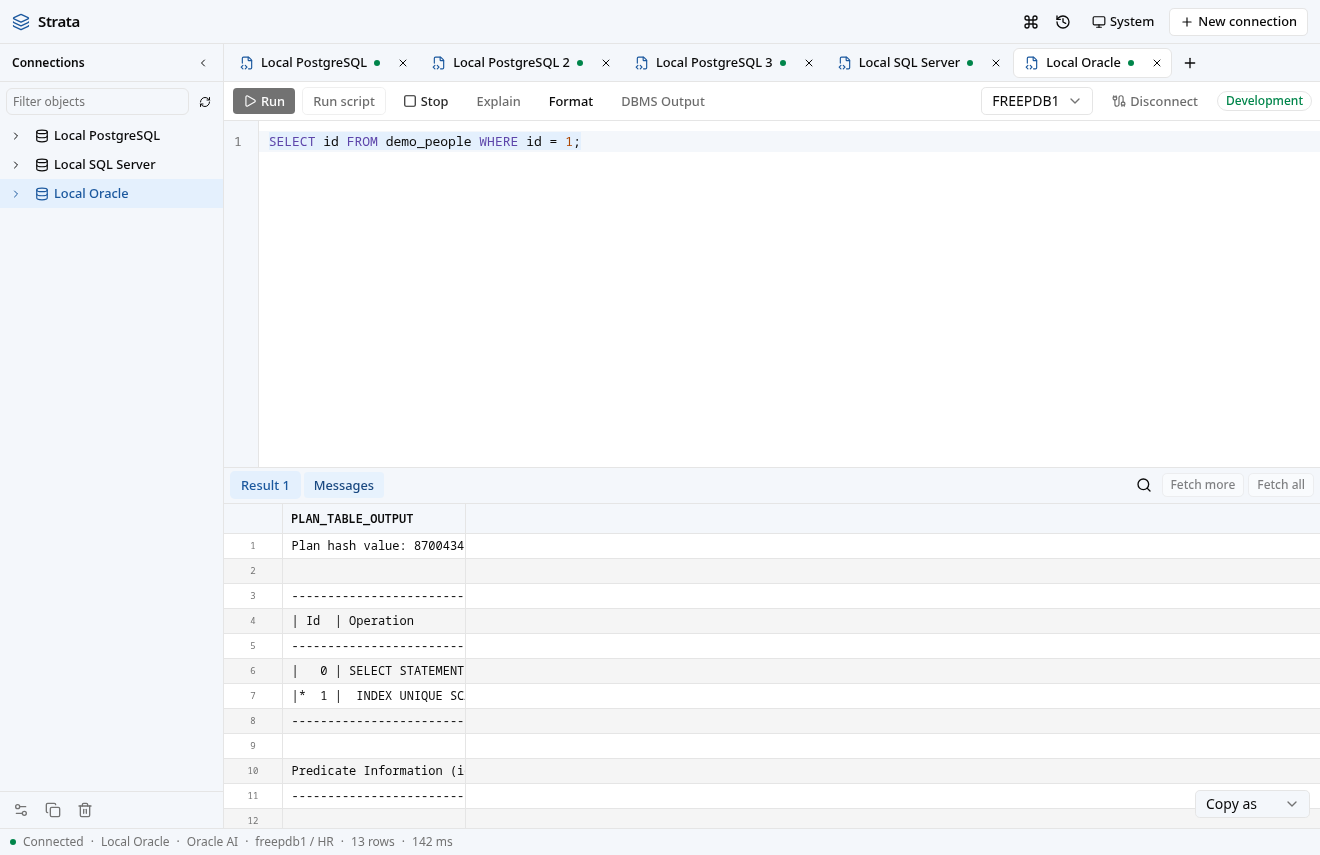 Strata
System
New connection
Connections
Local PostgreSQL
Local PostgreSQL 2
Local PostgreSQL 3
Local SQL Server
Local Oracle
Filter objects
Run
Run script
Stop
Explain
Format
DBMS Output
FREEPDB1
Disconnect
Development
Local PostgreSQL
Local SQL Server
Local Oracle
1 SELECT id FROM demo_people WHERE id = 1;
Result 1
Messages
Fetch more
Fetch all
PLAN_TABLE_OUTPUT
1 Plan hash value: 8700434
2
3 ------------------------
4 | Id  | Operation
5 ------------------------
6 |   0 | SELECT STATEMENT
7 |*  1 |  INDEX UNIQUE SC
8 ------------------------
9
10 Predicate Information (i
11 ------------------------
12
Copy as
Connected · Local Oracle · Oracle AI · freepdb1 / HR · 13 rows · 142 ms